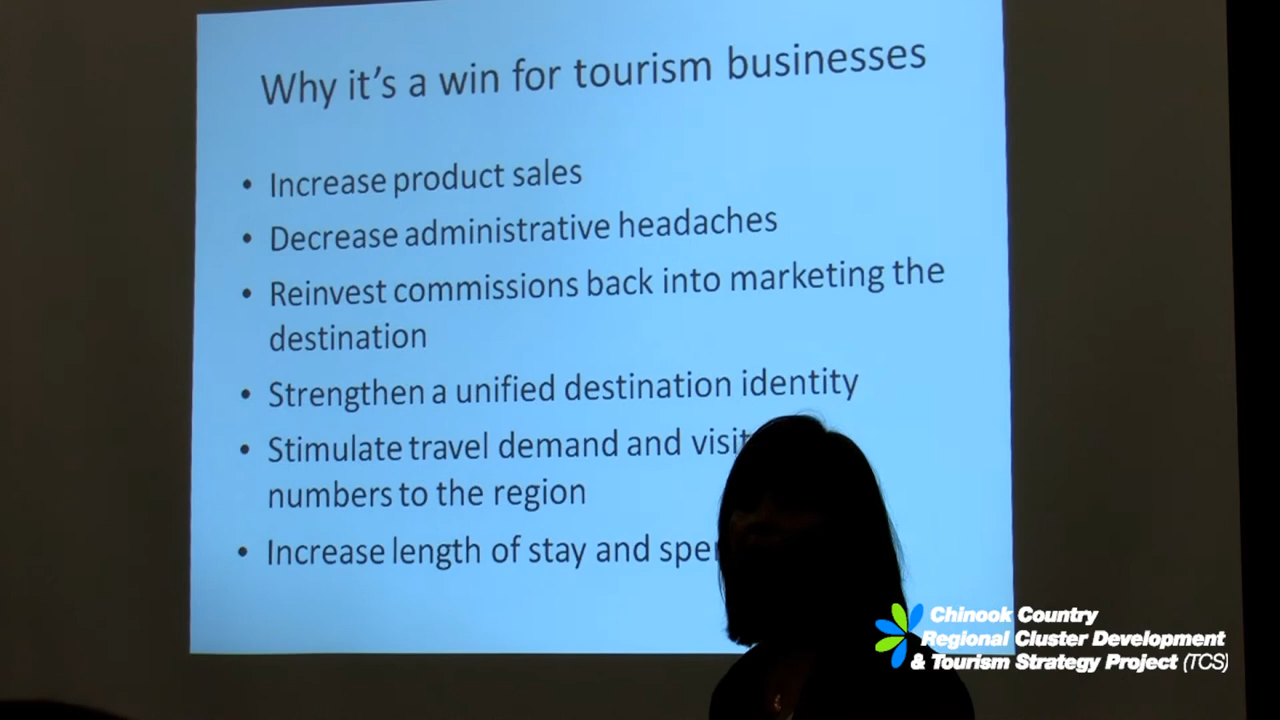 Why it's a win for tourism businesses
• Increase product sales
• Decrease administrative headaches
• Reinvest commissions back into marketing the
destination
• Strengthen a unified destination identity
• Stimulate travel demand and
numbers to the region
• Increase length of stay and
Chinook Country
Regional Cluster Development
& Tourism Strategy Project (TCS)